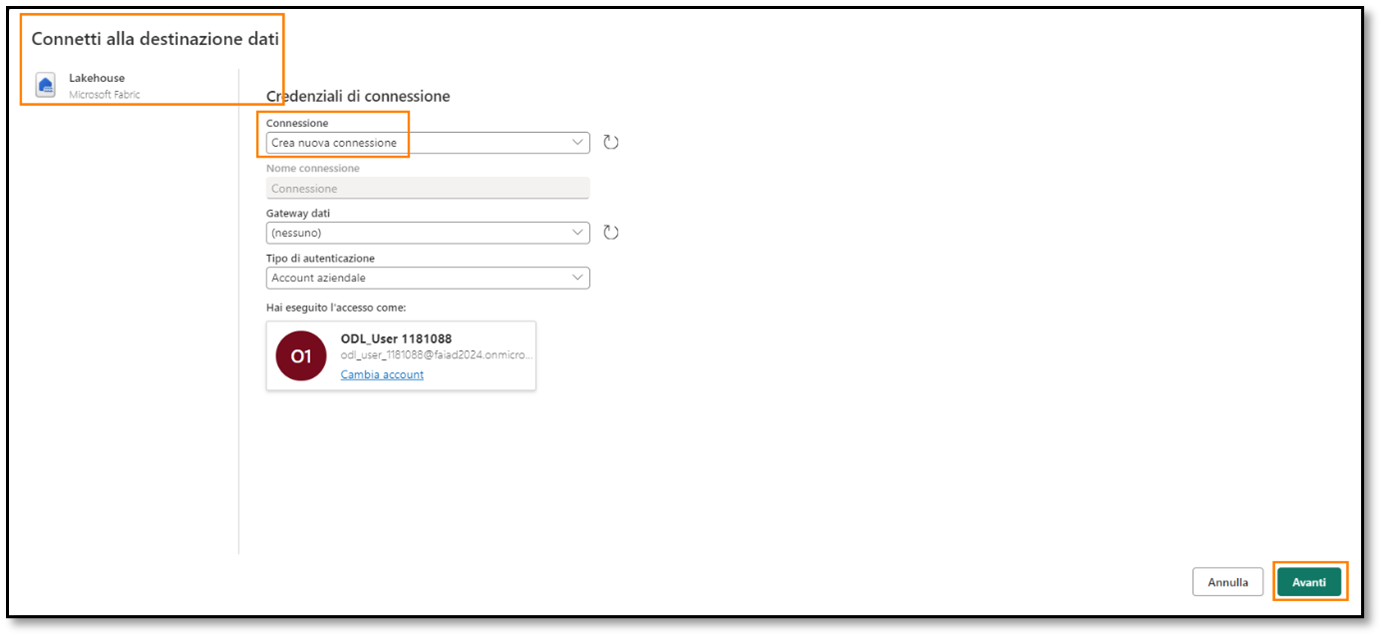 Connetti alla destinazione dati
Lakehouse
Microsoft Fabric
Credenziali di connessione
Connessione
Crea nuova connessione
Nome connessione
Connessione
Gateway dati
(nessuno)
Tipo di autenticazione
Account aziendale
Hai eseguito l'accesso come:
O1
ODL_User 1181088
odl_user_1181088@faiad2024.onmicro...
Cambia account
Annulla
Avanti